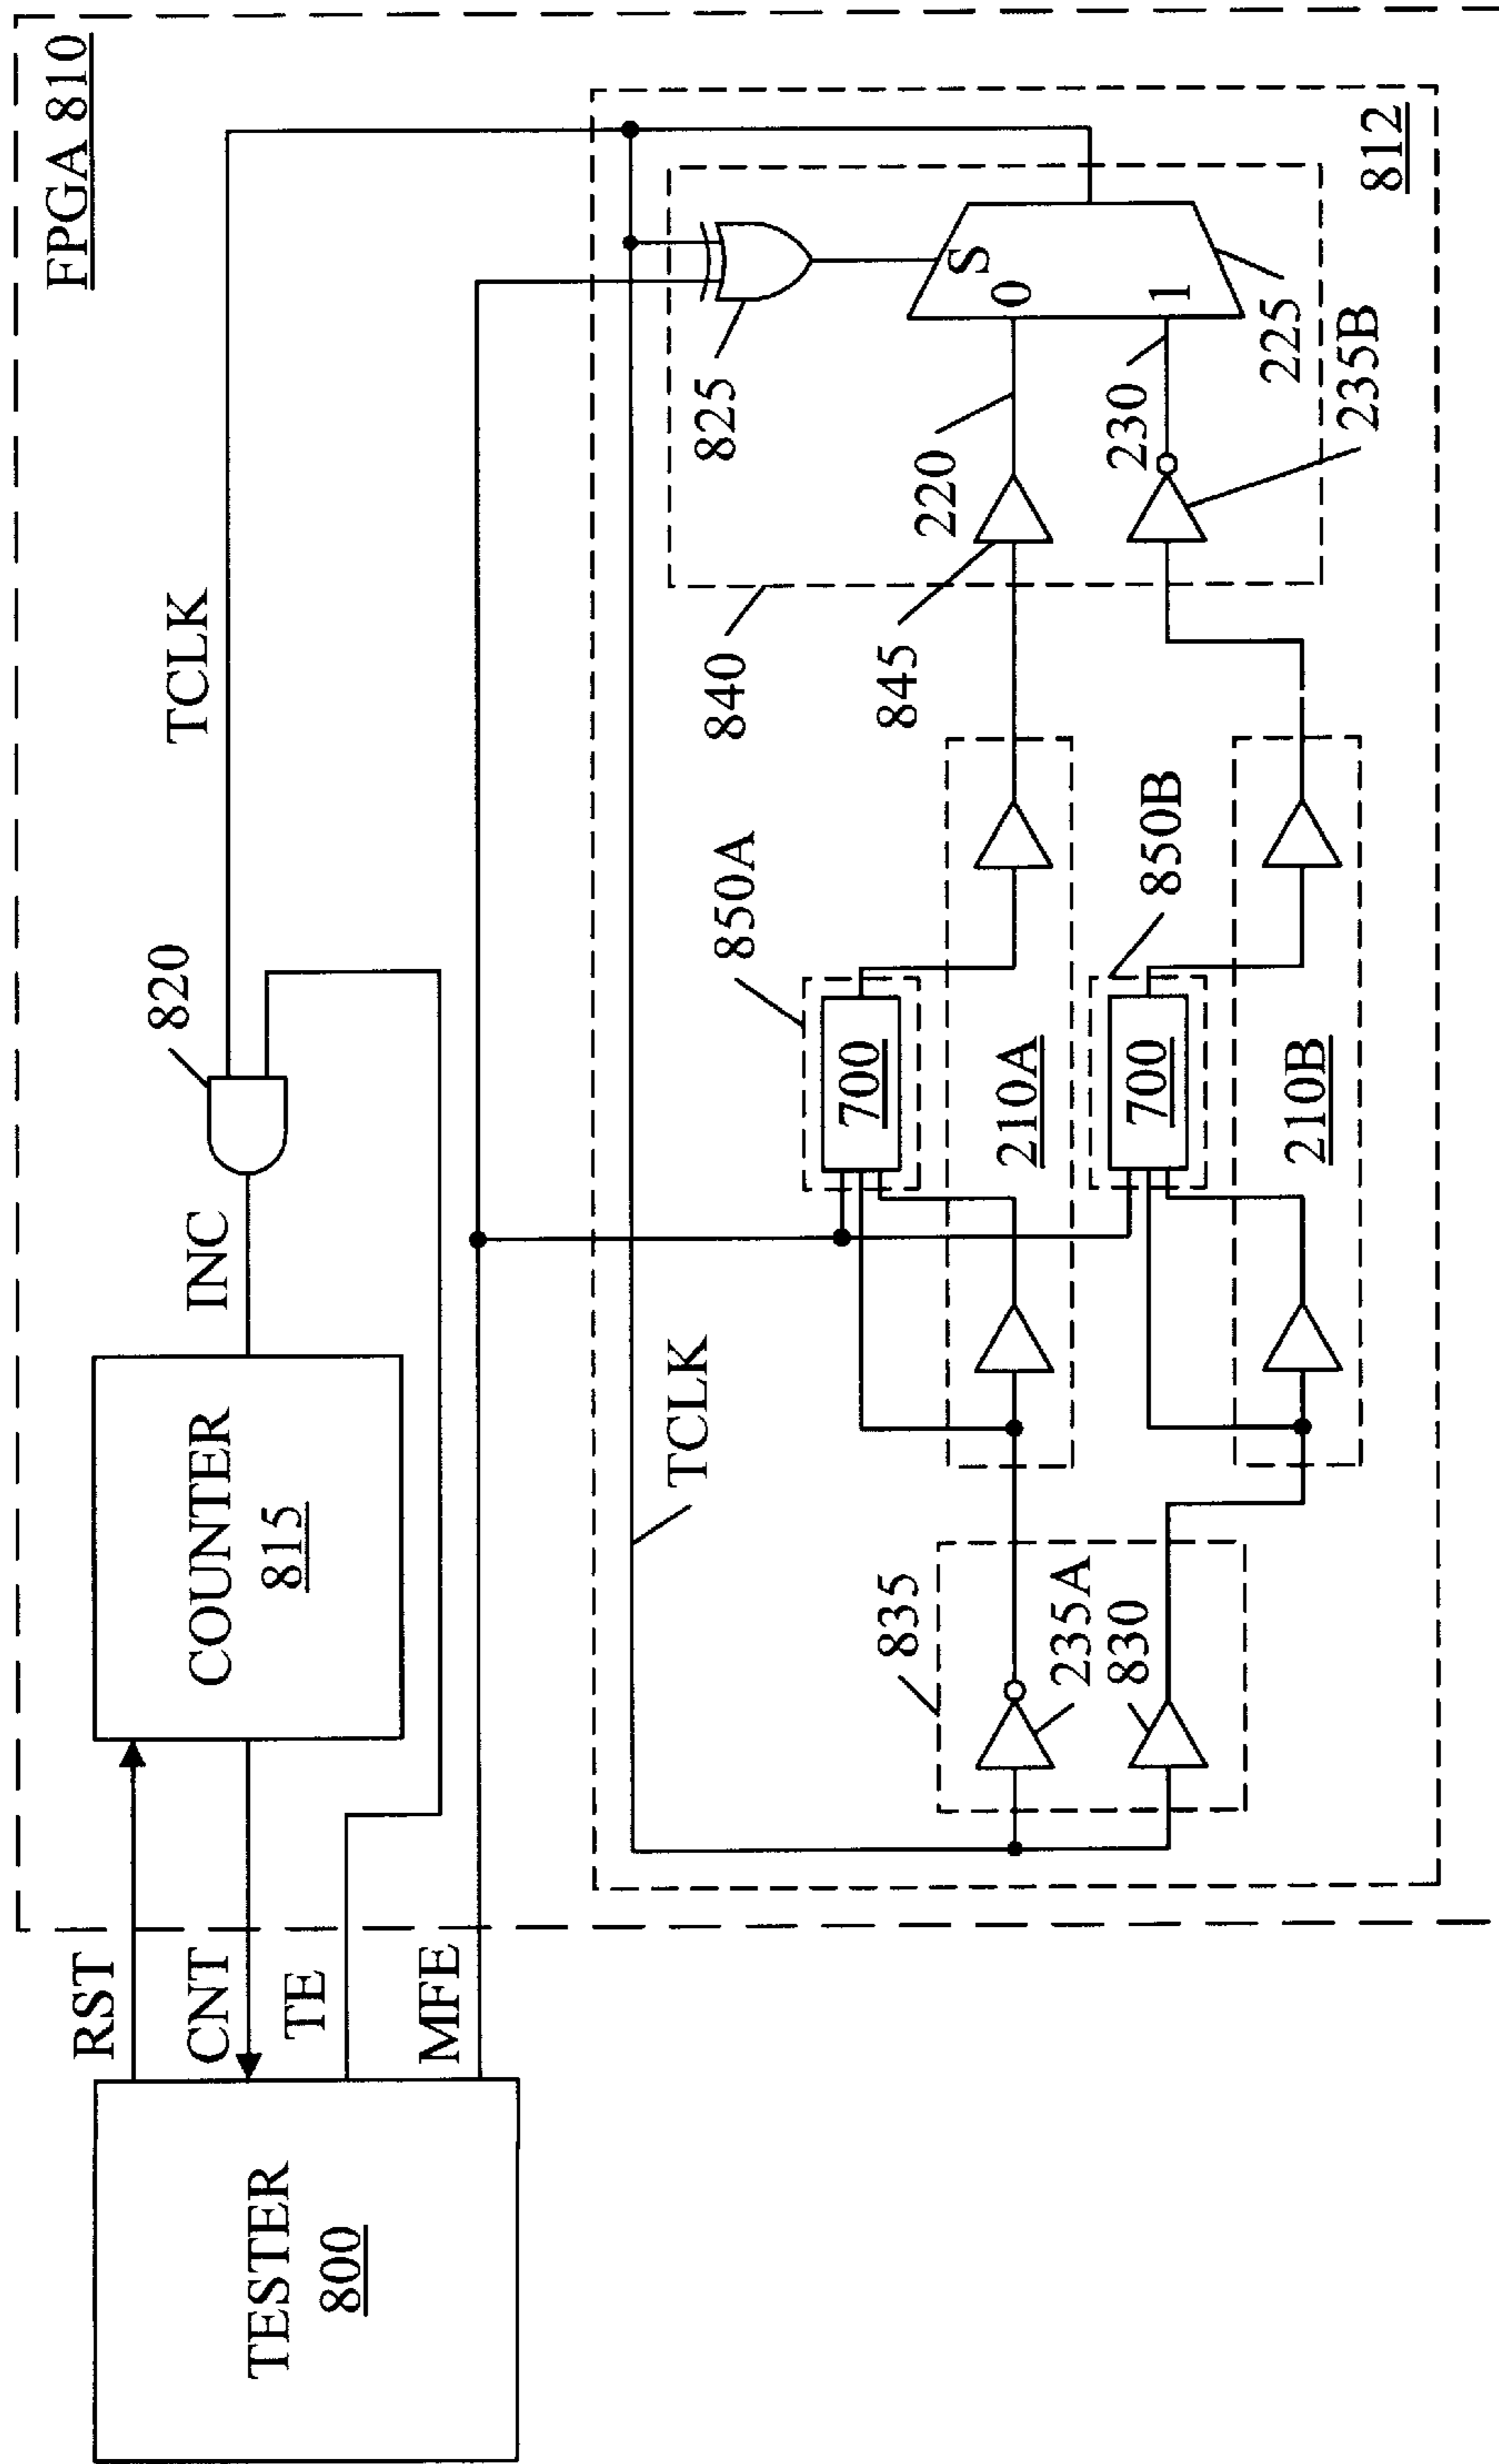 FPGA 810
TESTER
800
RST
CNT
TE
MFE
COUNTER
815
INC
820
TCLK
TCLK
835
235A
830
850A
700
210A
850B
700
210B
840
845
825
220
230
S
0
1
225
235B
812